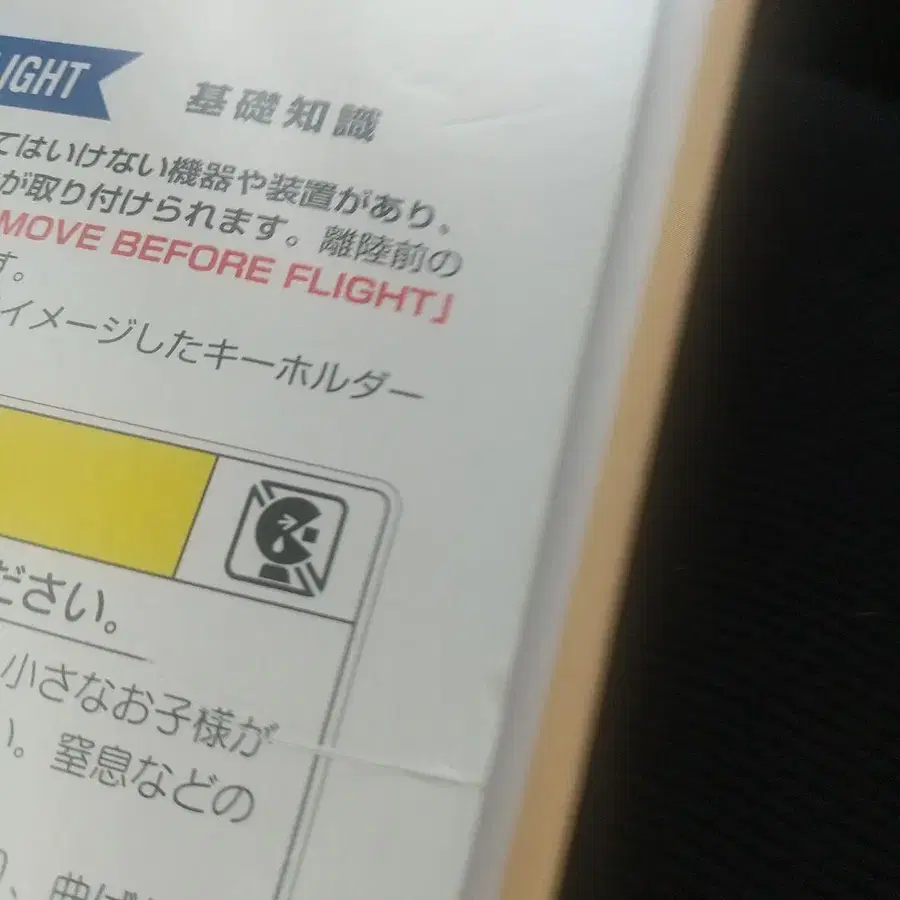 IGHT
基礎知識
てはいけない機器や装置があり、
が取り付けられます。離陸前の
MOVE BEFORE FLIGHT」
す。
イメージしたキーホルダー
ださい。
小さなお子様が
い。窒息などの
、曲げ